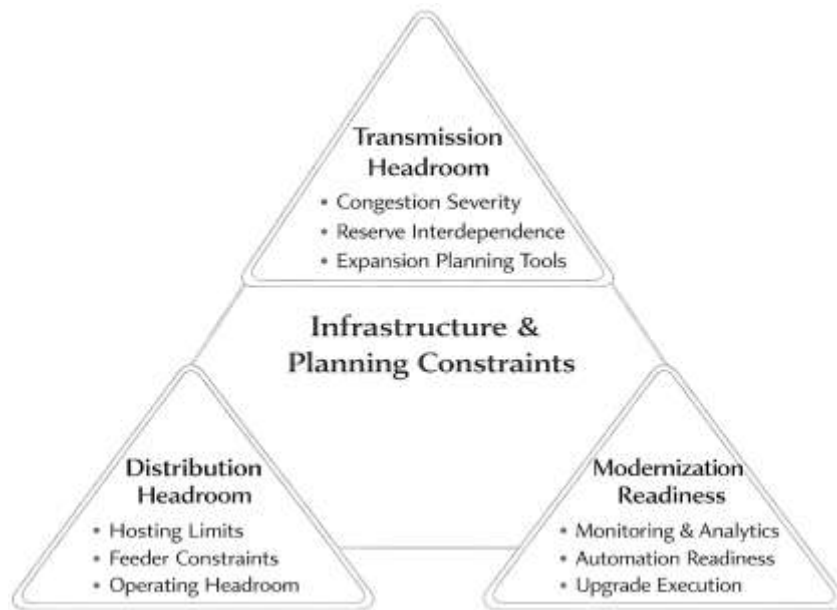 Transmission
Headroom
• Congestion Severity
• Reserve Interdependence
• Expansion Planning Tools
Infrastructure &
Planning Constraints
Distribution
Headroom
• Hosting Limits
• Feeder Constraints
• Operating Headroom
Modernization
Readiness
• Monitoring & Analytics
• Automation Readiness
• Upgrade Execution